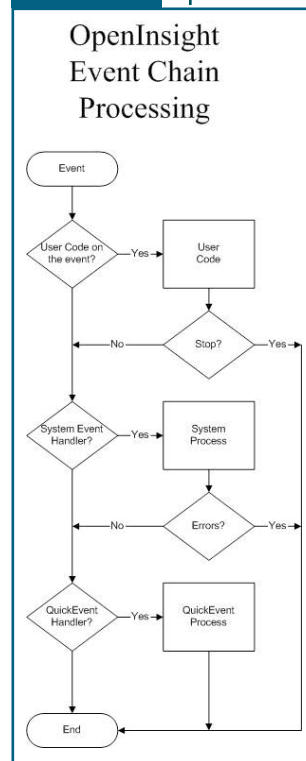 OpenInsight
Event Chain
Processing
Event
User Code on
the event?
Yes
User
Code
No
Stop?
Yes
System Event
Handler?
Yes
System
Process
No
Errors?
Yes
QuickEvent
Handler?
Yes
QuickEvent
Process
End